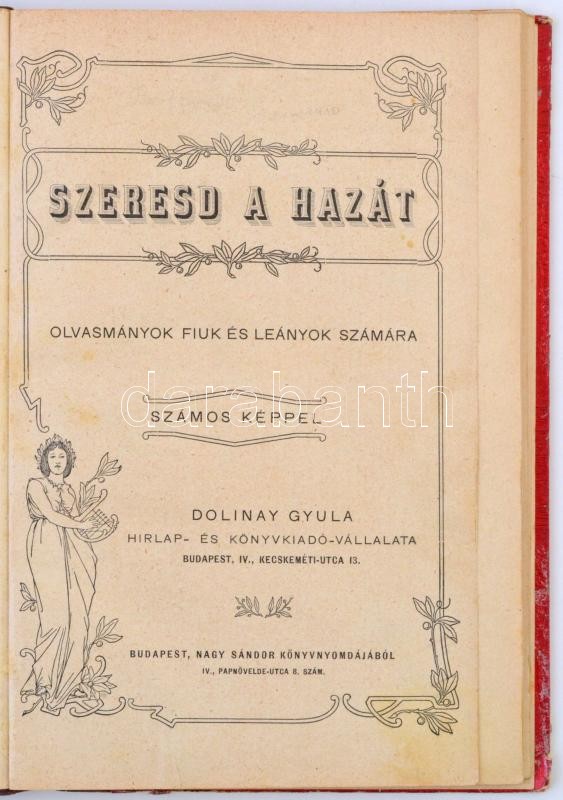 SZERESD A HAZÁT
OLVASMÁNYOK FIUK ÉS LEÁNYOK SZÁMÁRA
darabanth
SZÁMOS KÉPPEL
DOLINAY GYULA
HIRLAP- ÉS KÖNYVKIADÓ-VÁLLALATA
BUDAPEST, IV., KECSKEMÉTI-UTCA 13.
BUDAPEST, NAGY SÁNDOR KÖNYVNYOMDÁJÁBÓL
IV., PAPNÖVELDE-UTCA 8. SZÁM.